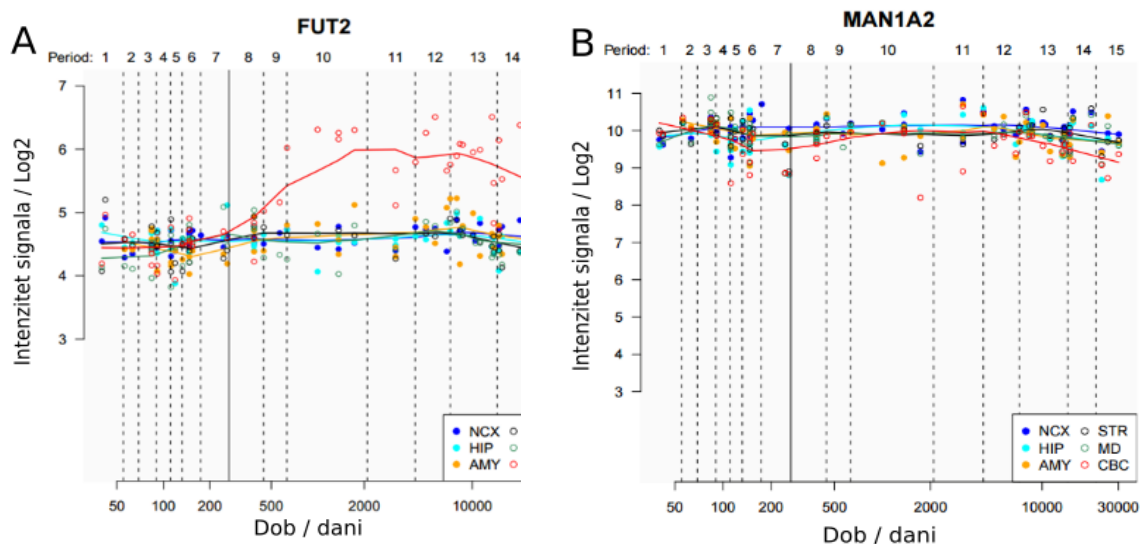 A
FUT2
Period: 1 2 3 4 5 6 7 8 9 10 11 12 13 14
7
6
5
4
3
Intenzitet signala / Log2
NCX
HIP
AMY
50 100 200 500 2000 10000
Dob / dani
B
MAN1A2
Period: 1 2 3 4 5 6 7 8 9 10 11 12 13 14 15
11
10
9
8
7
6
5
4
3
Intenzitet signala / Log2
NCX STR
HIP MD
AMY CBC
50 100 200 500 2000 10000 30000
Dob / dani